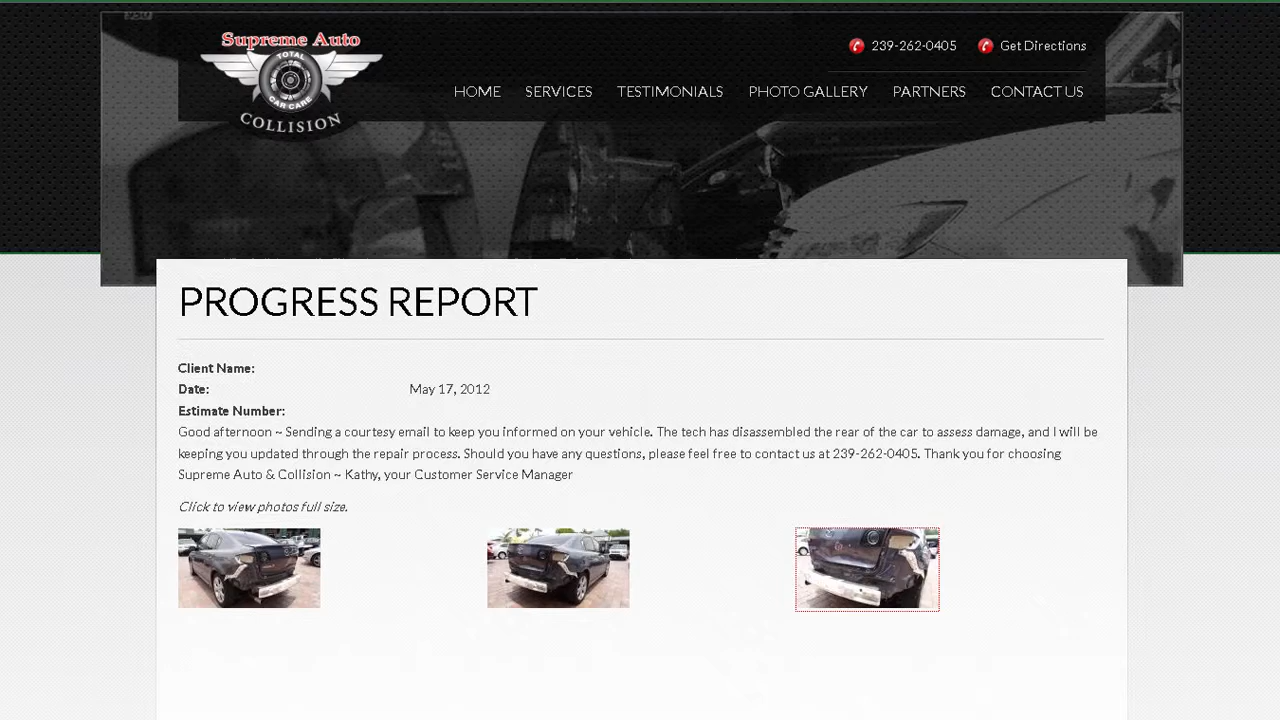 Supreme Auto
TOTAL
CAR CARE
COLLISION
239-262-0405 Get Directions
HOME SERVICES TESTIMONIALS PHOTO GALLERY PARTNERS CONTACT US
PROGRESS REPORT
Client Name:
Date: May 17, 2012
Estimate Number:
Good afternoon ~ Sending a courtesy email to keep you informed on your vehicle. The tech has disassembled the rear of the car to assess damage, and I will be
keeping you updated through the repair process. Should you have any questions, please feel free to contact us at 239-262-0405. Thank you for choosing
Supreme Auto & Collision ~ Kathy, your Customer Service Manager
Click to view photos full size.